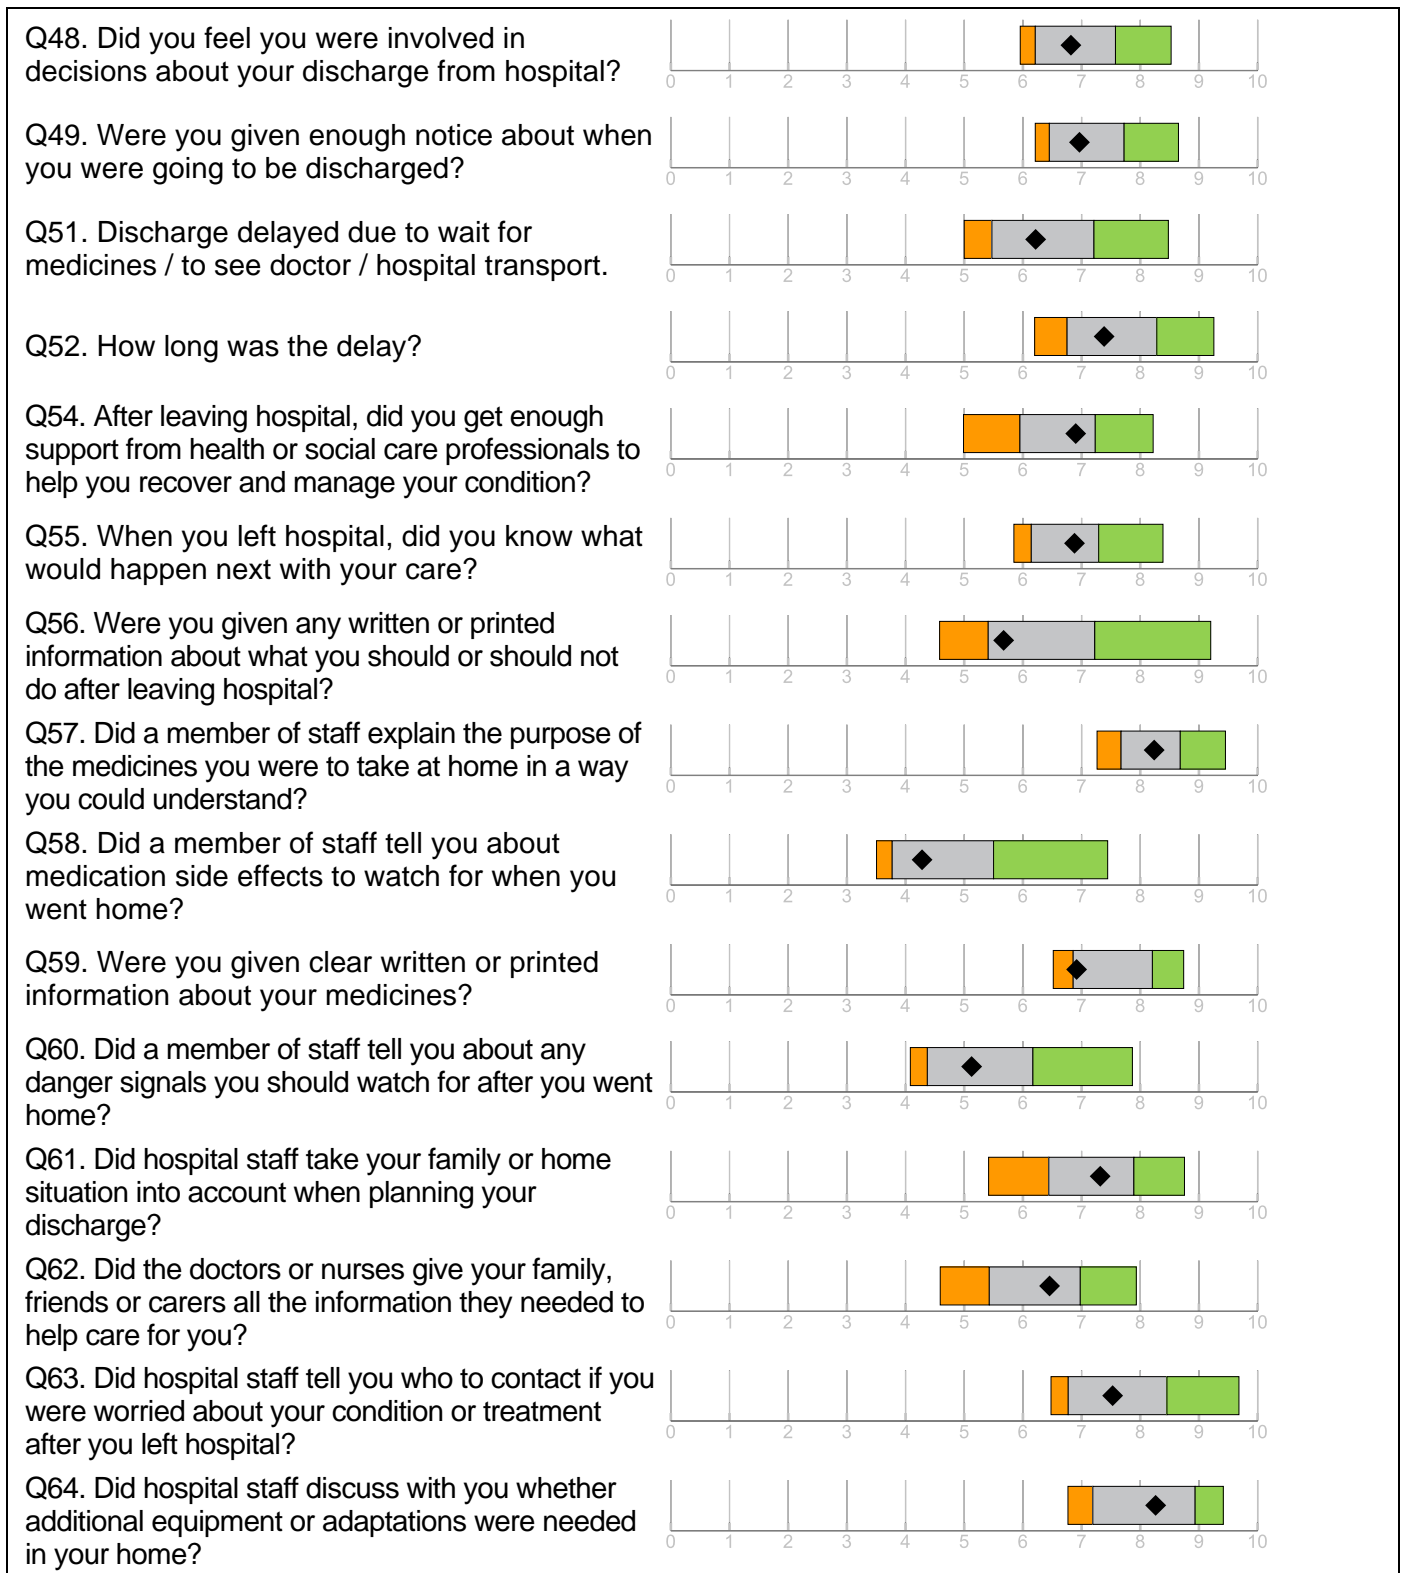 Q48. Did you feel you were involved in
decisions about your discharge from hospital?
0 1 2 3 4 5 6 7 8 9 10
Q49. Were you given enough notice about when
you were going to be discharged?
0 1 2 3 4 5 6 7 8 9 10
Q51. Discharge delayed due to wait for
medicines / to see doctor / hospital transport.
0 1 2 3 4 5 6 7 8 9 10
Q52. How long was the delay?
0 1 2 3 4 5 6 7 8 9 10
Q54. After leaving hospital, did you get enough
support from health or social care professionals to
help you recover and manage your condition?
0 1 2 3 4 5 6 7 8 9 10
Q55. When you left hospital, did you know what
would happen next with your care?
0 1 2 3 4 5 6 7 8 9 10
Q56. Were you given any written or printed
information about what you should or should not
do after leaving hospital?
0 1 2 3 4 5 6 7 8 9 10
Q57. Did a member of staff explain the purpose of
the medicines you were to take at home in a way
you could understand?
0 1 2 3 4 5 6 7 8 9 10
Q58. Did a member of staff tell you about
medication side effects to watch for when you
went home?
0 1 2 3 4 5 6 7 8 9 10
Q59. Were you given clear written or printed
information about your medicines?
0 1 2 3 4 5 6 7 8 9 10
Q60. Did a member of staff tell you about any
danger signals you should watch for after you went
home?
0 1 2 3 4 5 6 7 8 9 10
Q61. Did hospital staff take your family or home
situation into account when planning your
discharge?
0 1 2 3 4 5 6 7 8 9 10
Q62. Did the doctors or nurses give your family,
friends or carers all the information they needed to
help care for you?
0 1 2 3 4 5 6 7 8 9 10
Q63. Did hospital staff tell you who to contact if you
were worried about your condition or treatment
after you left hospital?
0 1 2 3 4 5 6 7 8 9 10
Q64. Did hospital staff discuss with you whether
additional equipment or adaptations were needed
in your home?
0 1 2 3 4 5 6 7 8 9 10